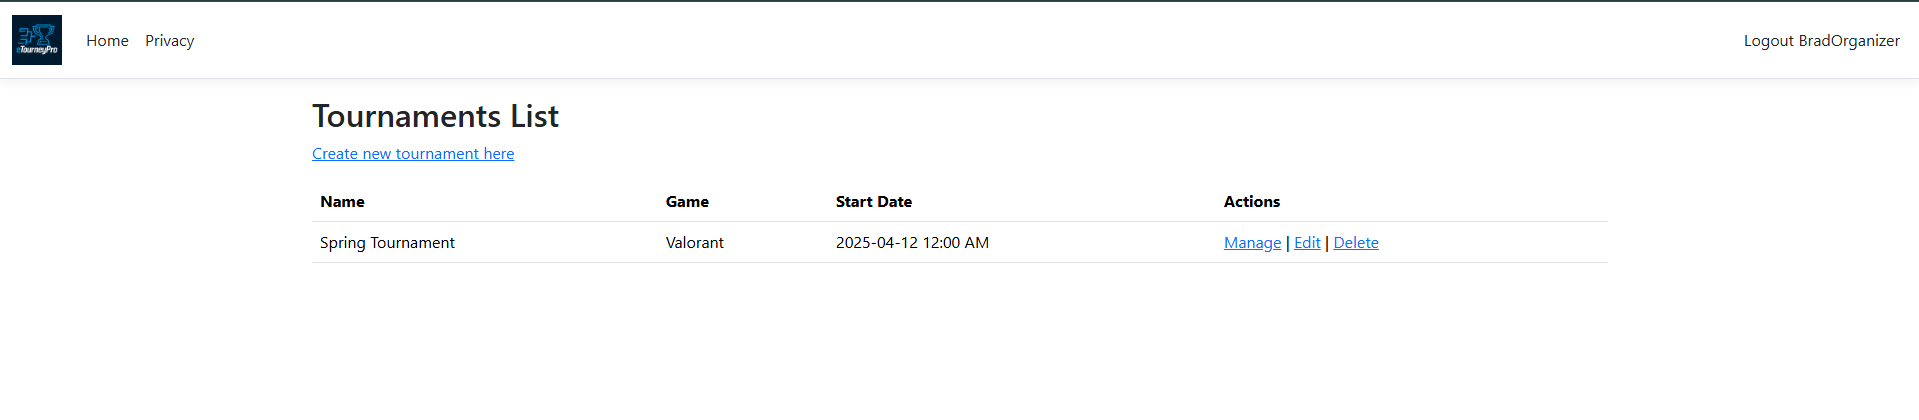 eTourneyPro
Home Privacy Logout BradOrganizer
Tournaments List
Create new tournament here
Name Game Start Date Actions
Spring Tournament Valorant 2025-04-12 12:00 AM Manage | Edit | Delete